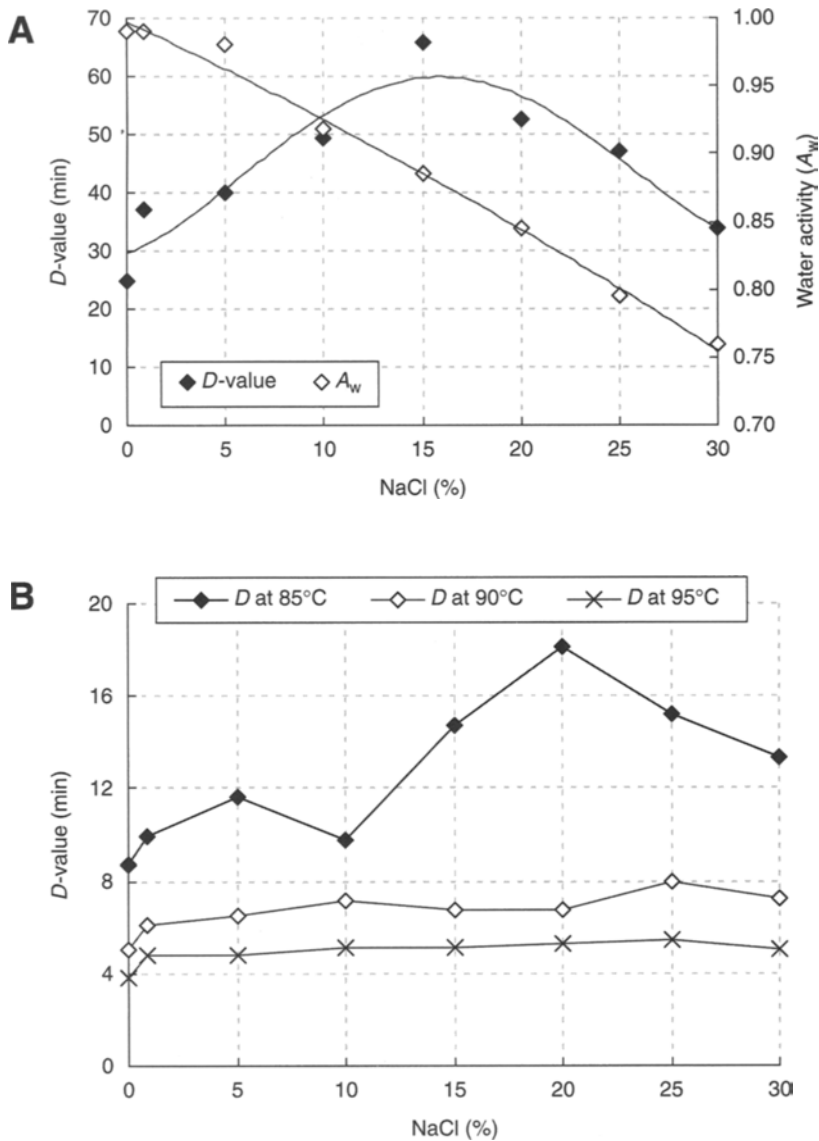 A
70
60
50
40
30
20
10
0
D-value (min)
1.00
0.95
0.90
0.85
0.80
0.75
0.70
Water activity (Aw)
D-value Aw
0 5 10 15 20 25 30
NaCl (%)
B
D at 85°C D at 90°C D at 95°C
20
16
12
8
4
0
D-value (min)
0 5 10 15 20 25 30
NaCl (%)